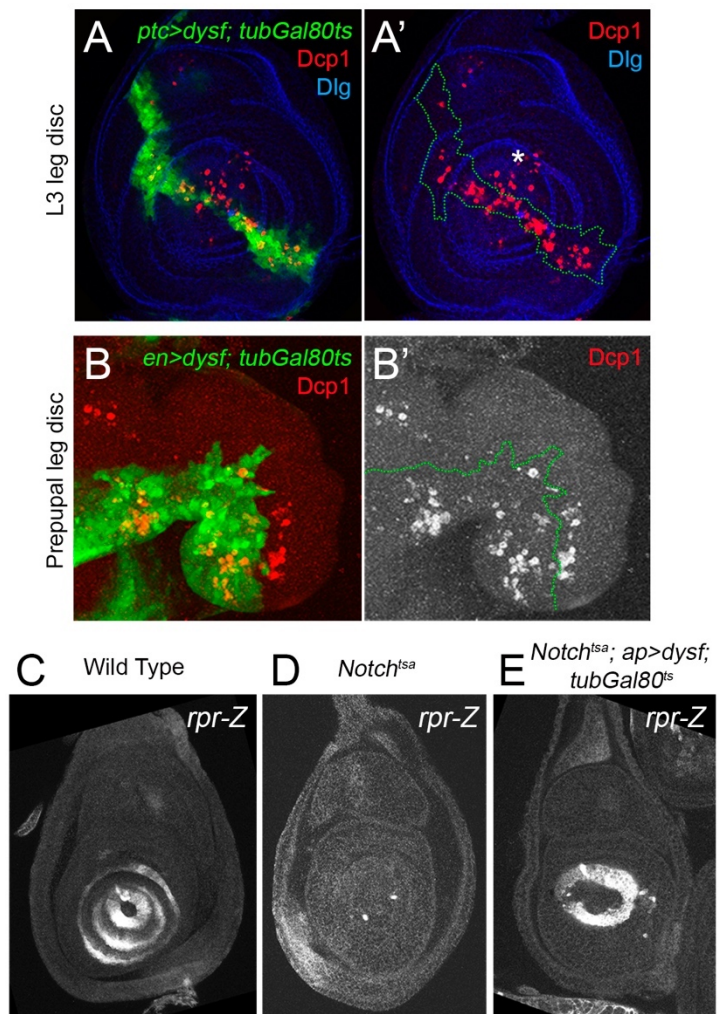 A
ptc>dysf; tubGal80ts
Dcp1
Dlg
A'
Dcp1
Dlg
*
L3 leg disc
B
en>dysf; tubGal80ts
Dcp1
B'
Dcp1
Prepupal leg disc
C
Wild Type
rpr-Z
D
Notchtsa
rpr-Z
E
Notchtsa; ap>dysf;
tubGal80ts
rpr-Z